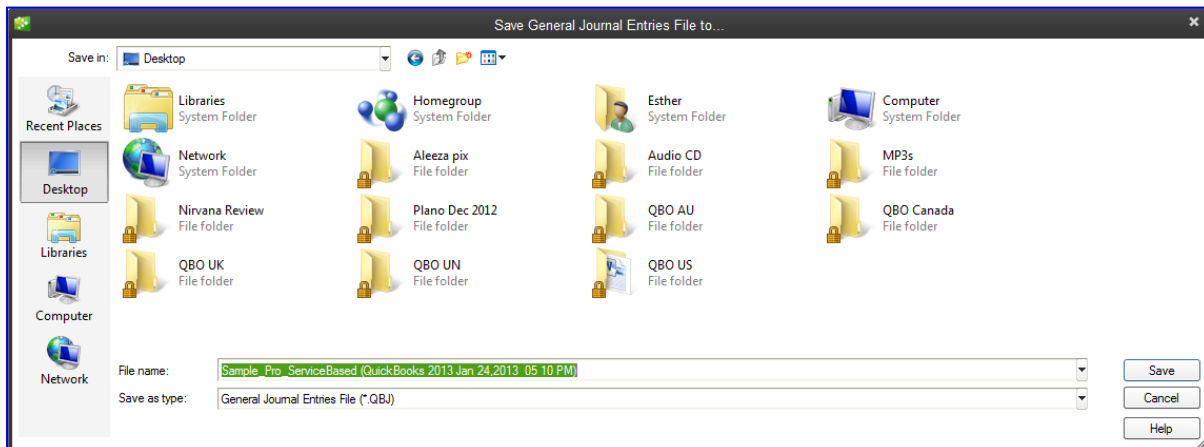 Save General Journal Entries File to...
Save in: Desktop
Recent Places
Desktop
Libraries
Computer
Network
Libraries
System Folder
Homegroup
System Folder
Esther
System Folder
Computer
System Folder
Network
System Folder
Aleeza pix
File folder
Audio CD
File folder
MP3s
File folder
Nirvana Review
File folder
Plano Dec 2012
File folder
QBO AU
File folder
QBO Canada
File folder
QBO UK
File folder
QBO UN
File folder
QBO US
File folder
File name: Sample_Pro_ServiceBased (QuickBooks 2013 Jan 24,2013 05 10 PM) Save
Save as type: General Journal Entries File (*.QBJ) Cancel
Help